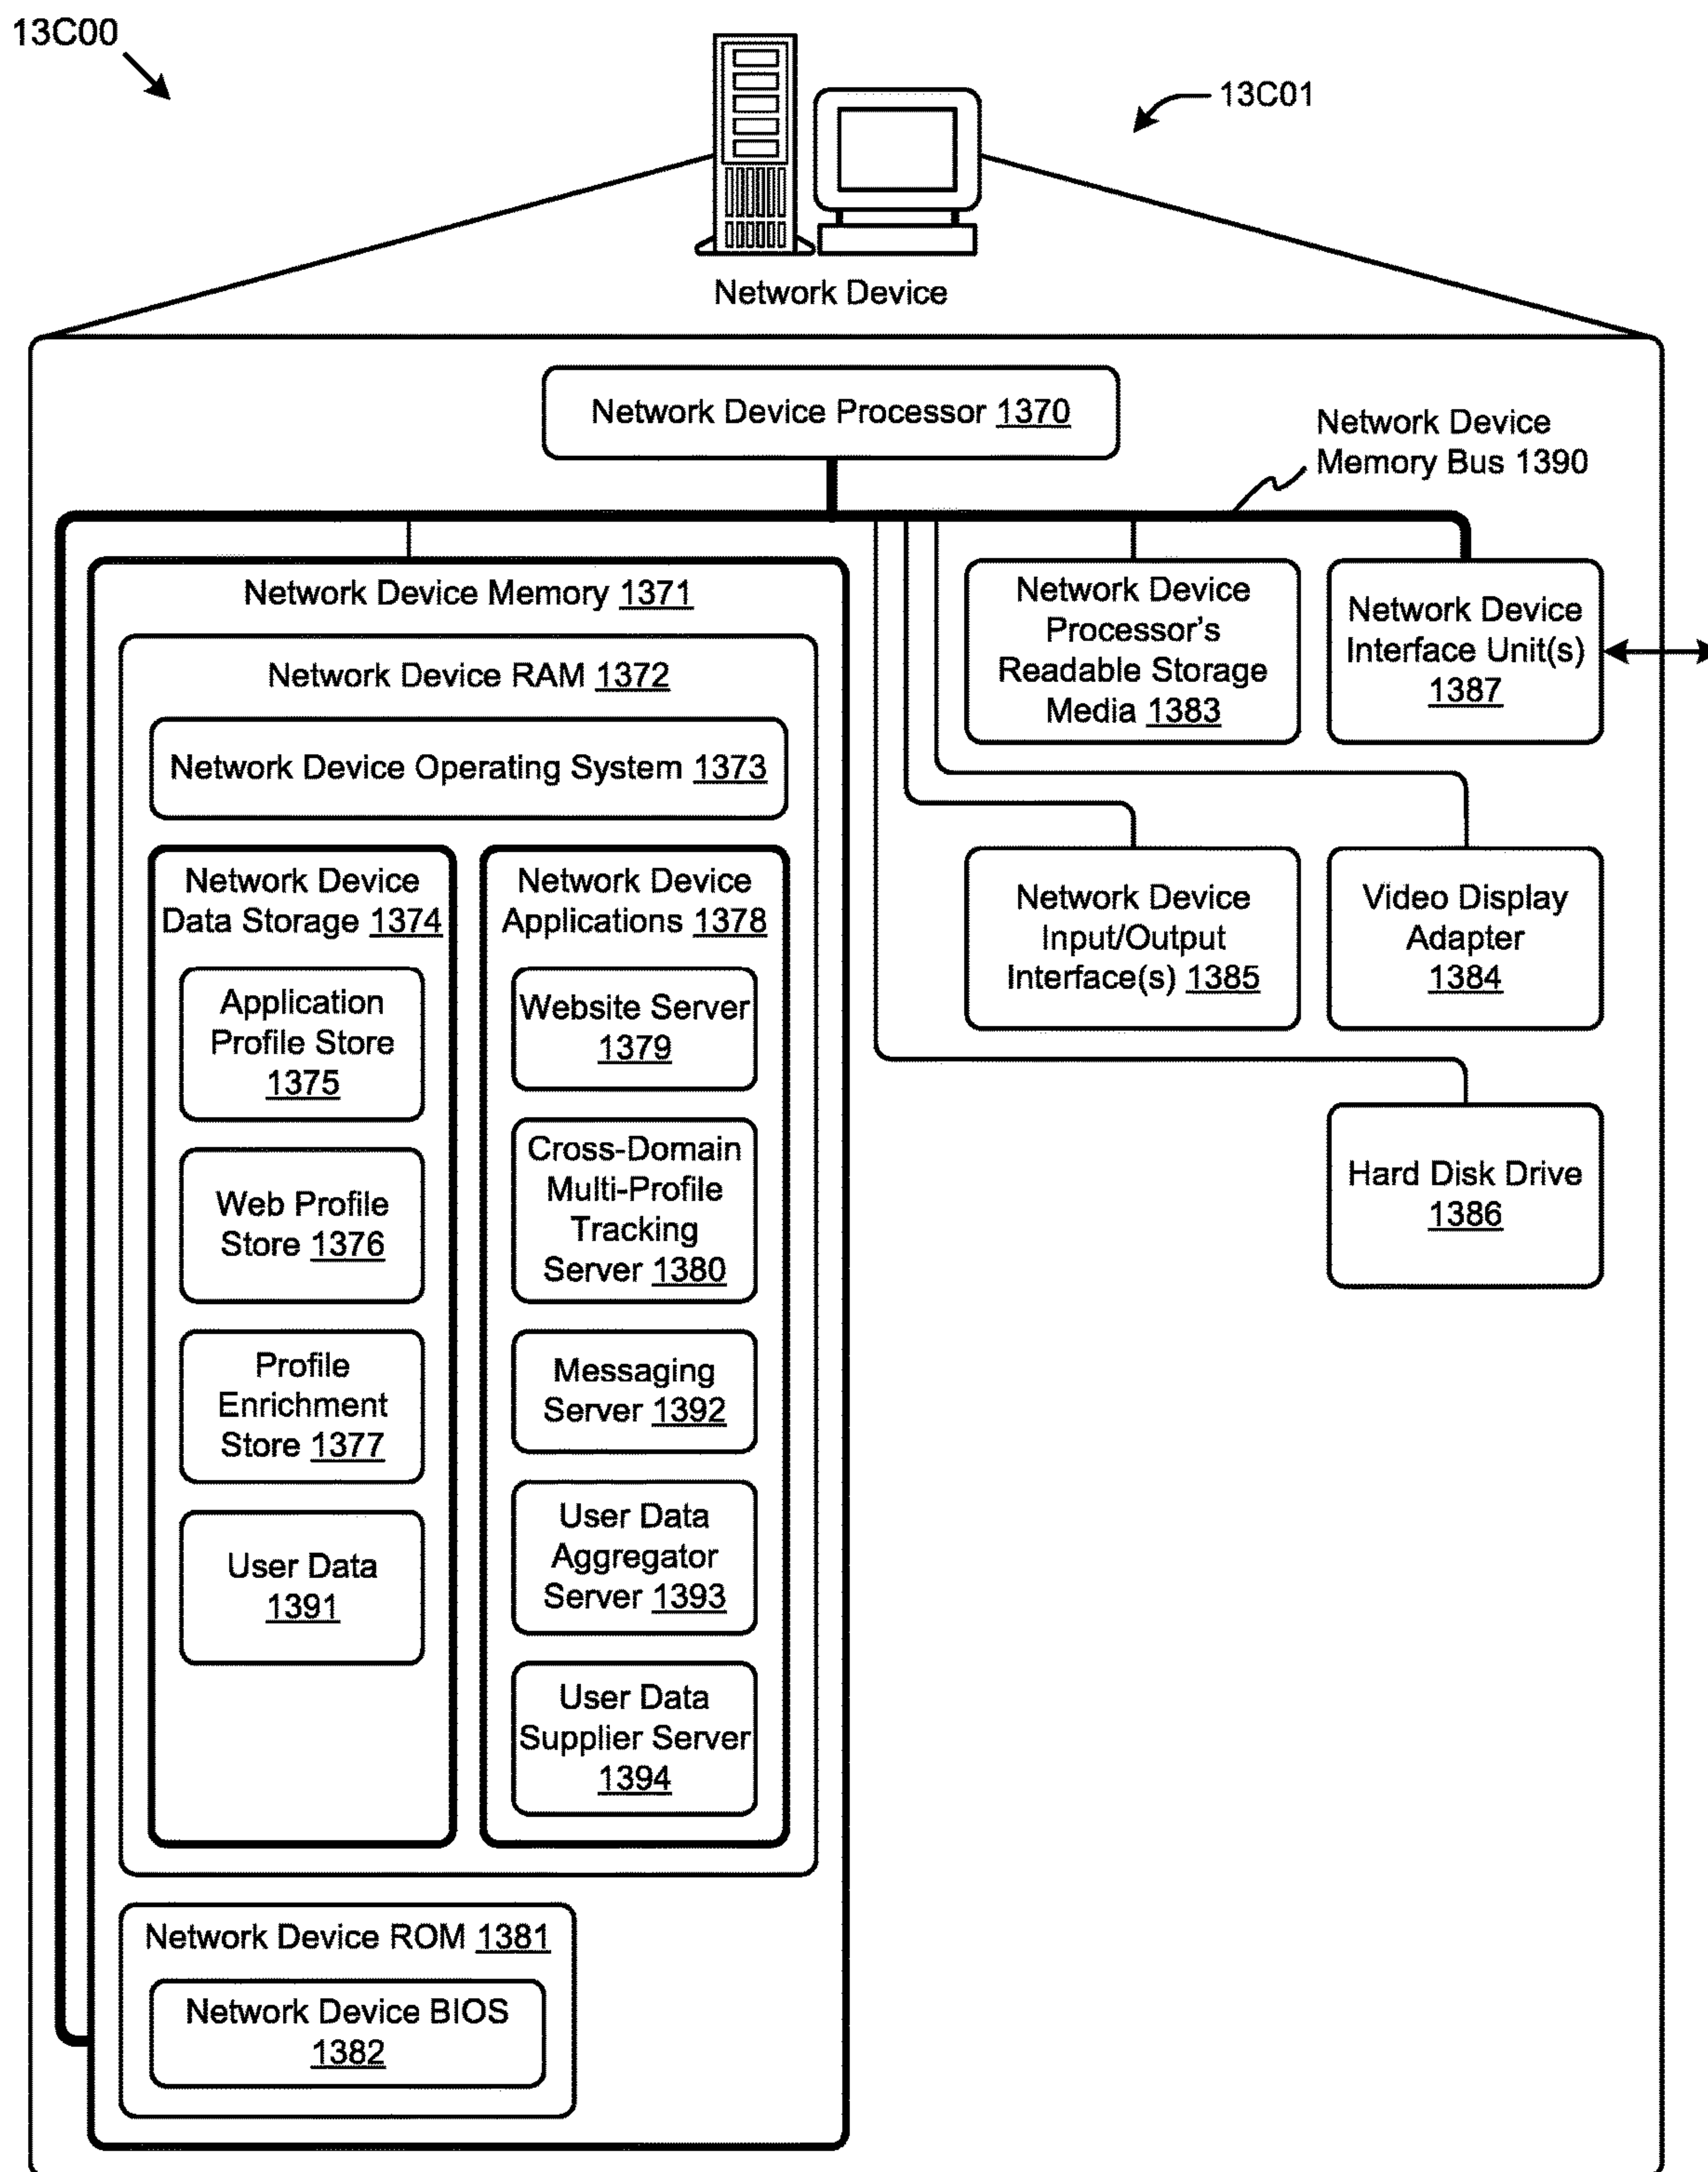 13C00
13C01
Network Device
Network Device Processor 1370
Network Device
Memory Bus 1390
Network Device Memory 1371
Network Device RAM 1372
Network Device Operating System 1373
Network Device
Data Storage 1374
Application
Profile Store
1375
Web Profile
Store 1376
Profile
Enrichment
Store 1377
User Data
1391
Network Device
Applications 1378
Website Server
1379
Cross-Domain
Multi-Profile
Tracking
Server 1380
Messaging
Server 1392
User Data
Aggregator
Server 1393
User Data
Supplier Server
1394
Network Device ROM 1381
Network Device BIOS
1382
Network Device
Processor’s
Readable Storage
Media 1383
Network Device
Interface Unit(s)
1387
Network Device
Input/Output
Interface(s) 1385
Video Display
Adapter
1384
Hard Disk Drive
1386